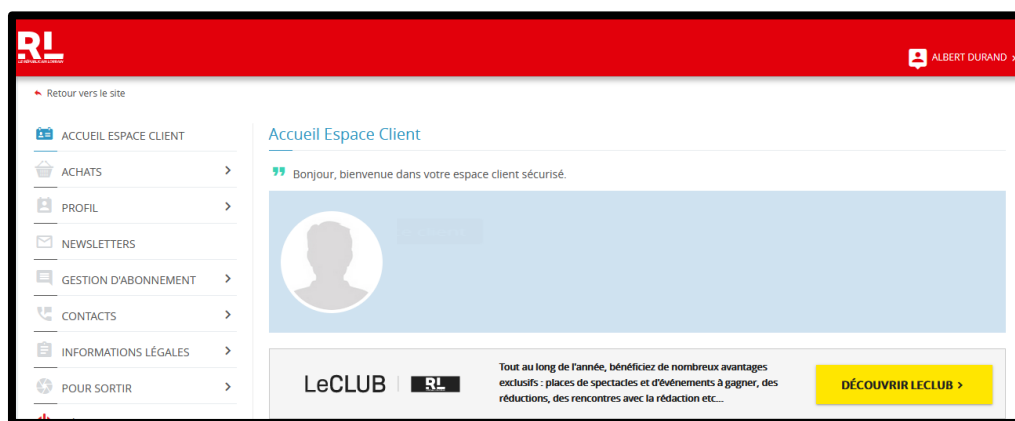 RL
LE RÉPUBLICAIN LORRAIN
ALBERT DURAND
Retour vers le site
ACCUEIL ESPACE CLIENT
ACHATS
PROFIL
NEWSLETTERS
GESTION D'ABONNEMENT
CONTACTS
INFORMATIONS LÉGALES
POUR SORTIR
Accueil Espace Client
Bonjour, bienvenue dans votre espace client sécurisé.
LeCLUB RL
Tout au long de l'année, bénéficiez de nombreux avantages
exclusifs : places de spectacles et d'événements à gagner, des
réductions, des rencontres avec la rédaction etc...
DÉCOUVRIR LECLUB >